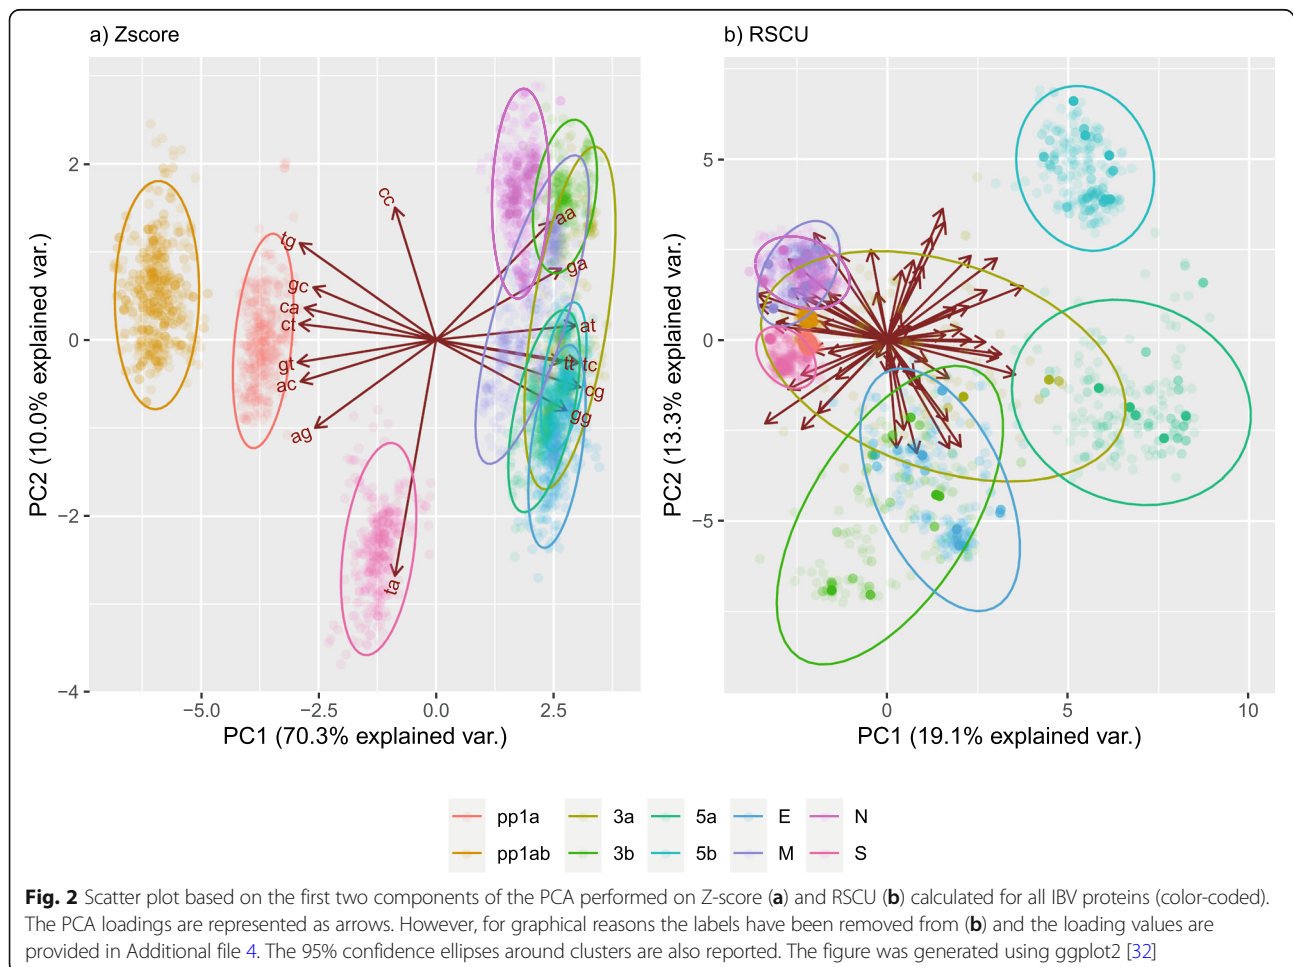 a) Zscore
b) RSCU
cc
tg
gc
ca
ct
gt
ac
ag
ta
aa
ga
at
tt
tc
cg
gg
2
0
−2
−4
−5.0
−2.5
0.0
2.5
PC1 (70.3% explained var.)
PC2 (10.0% explained var.)
5
0
−5
0
5
10
PC1 (19.1% explained var.)
PC2 (13.3% explained var.)
pp1a 3a 5a E N
pp1ab 3b 5b M S
Fig. 2 Scatter plot based on the first two components of the PCA performed on Z-score (a) and RSCU (b) calculated for all IBV proteins (color-coded).
The PCA loadings are represented as arrows. However, for graphical reasons the labels have been removed from (b) and the loading values are
provided in Additional file 4. The 95% confidence ellipses around clusters are also reported. The figure was generated using ggplot2 [32]